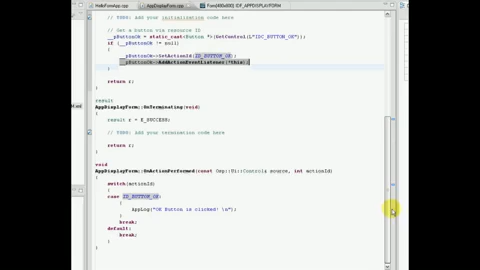 HelloFormApp.cpp AppDisplayForm.cpp Form(480x800) IDF_APPDISPLAYFORM
// TODO: Add your initialization code here
// Get a button via resource ID
__pButtonOk = static_cast<Button *>(GetControl(L"IDC_BUTTON_OK"));
if (__pButtonOk != null)
{
__pButtonOk->SetActionId(ID_BUTTON_OK);
__pButtonOk->AddActionEventListener(*this);
}
return r;
}
result
AppDisplayForm::OnTerminating(void)
{
result r = E_SUCCESS;
// TODO: Add your termination code here
return r;
}
void
AppDisplayForm::OnActionPerformed(const Osp::Ui::Control& source, int actionId)
{
switch(actionId)
{
case ID_BUTTON_OK:
{
AppLog("OK Button is clicked! \n");
}
break;
default:
break;
}
}